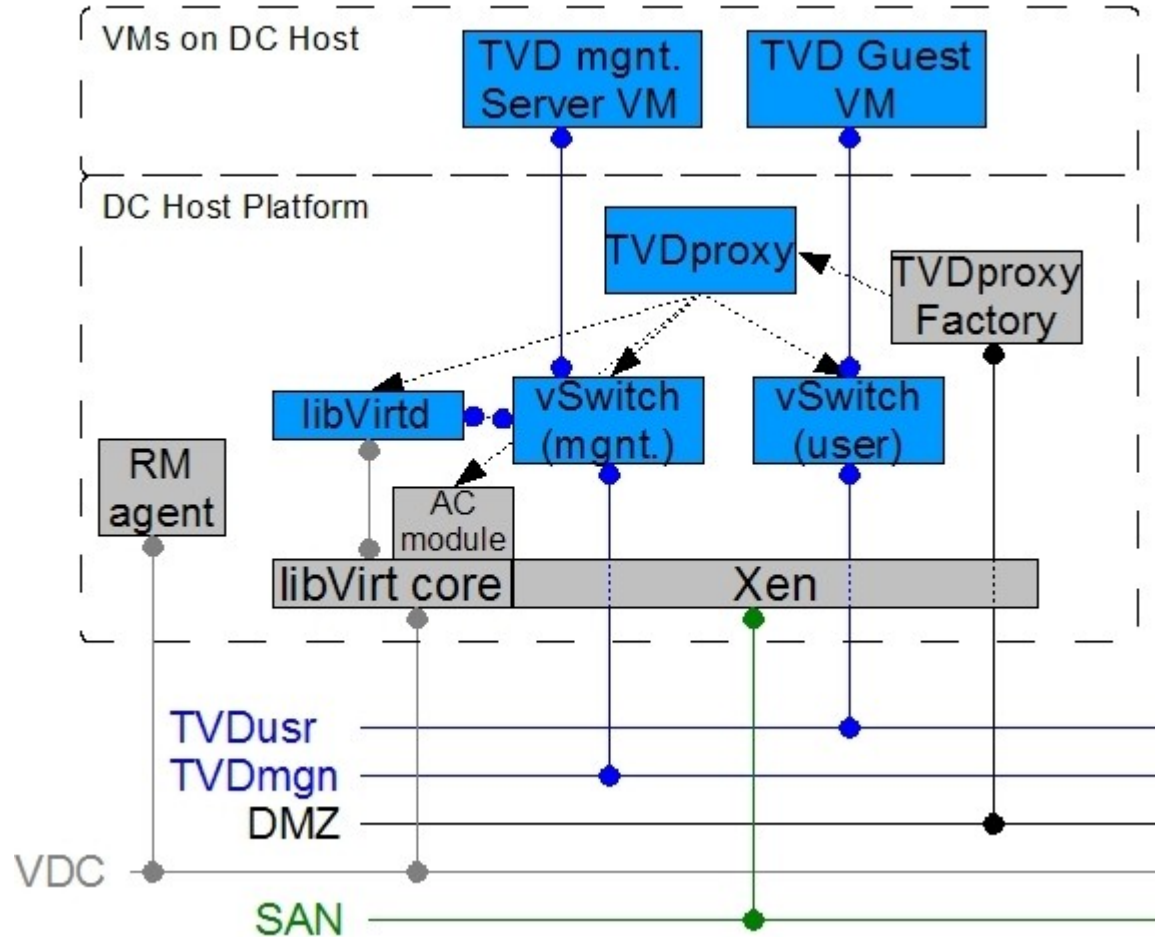 VMs on DC Host
TVD mgnt.
Server VM
TVD Guest
VM
DC Host Platform
TVDproxy
TVDproxy
Factory
libVirtd
vSwitch
(mgnt.)
vSwitch
(user)
RM
agent
AC
module
libVirt core
Xen
TVDusr
TVDmgn
DMZ
VDC
SAN